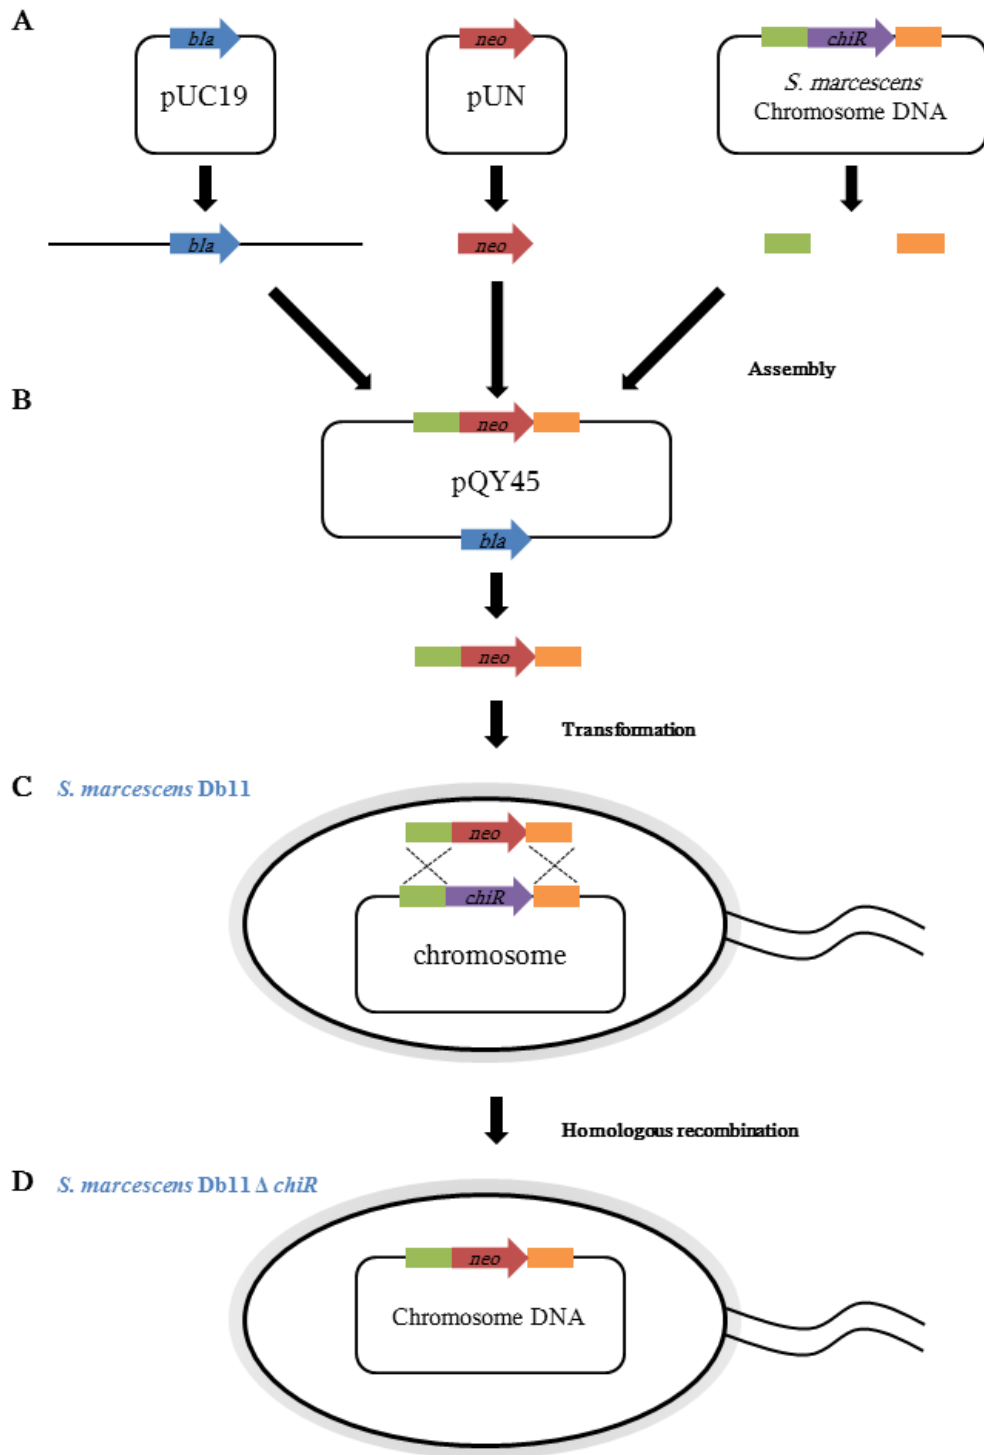 A
bla
neo
chiR
pUC19
pUN
S. marcescens
Chromosome DNA
bla
neo
Assembly
B
neo
pQY45
bla
neo
Transformation
C S. marcescens Db11
neo
chiR
chromosome
Homologous recombination
D S. marcescens Db11 Δ chiR
neo
Chromosome DNA